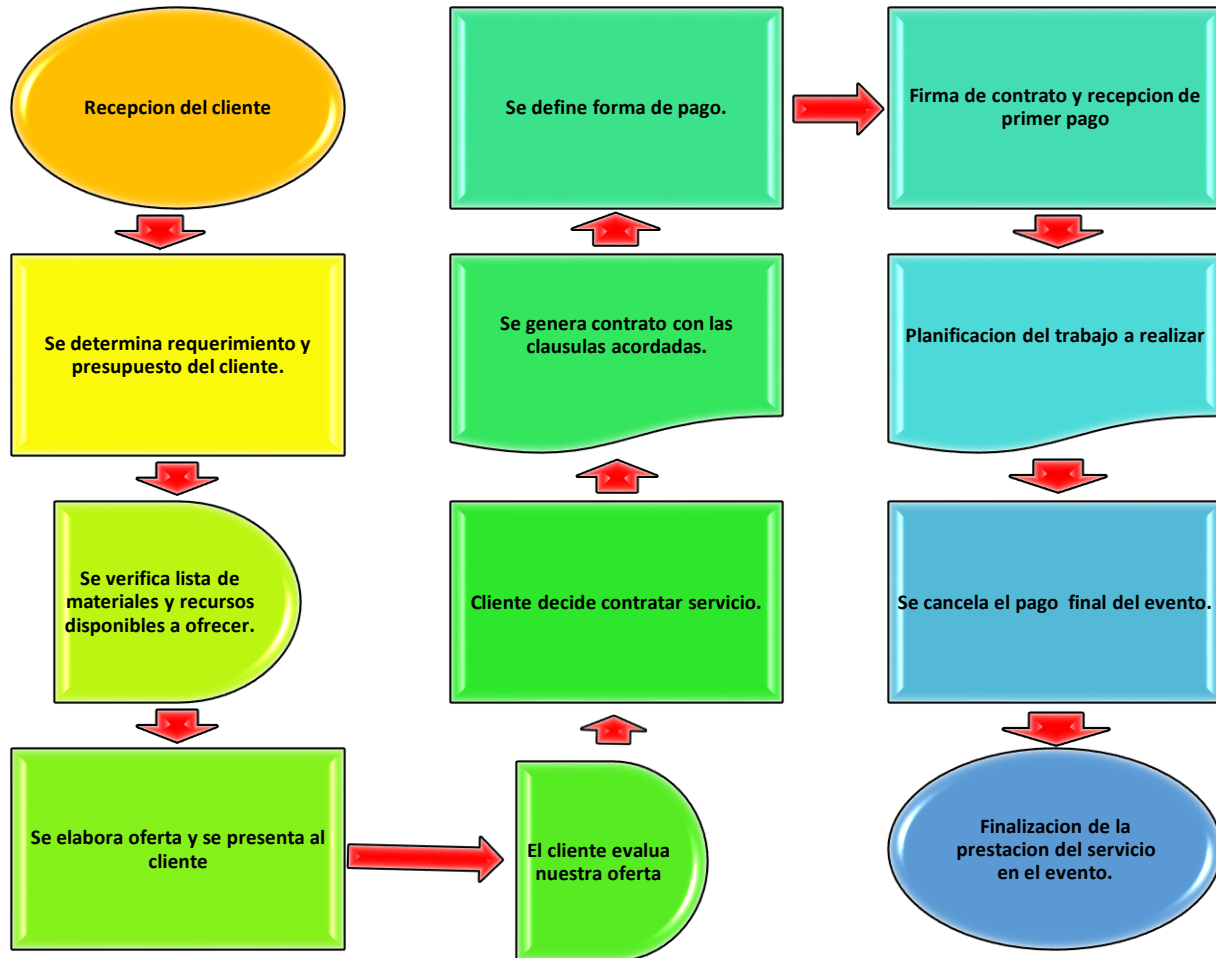 Recepcion del cliente
Se determina requerimiento y
presupuesto del cliente.
Se verifica lista de
materiales y recursos
disponibles a ofrecer.
Se elabora oferta y se presenta al
cliente
El cliente evalua
nuestra oferta
Cliente decide contratar servicio.
Se genera contrato con las
clausulas acordadas.
Se define forma de pago.
Firma de contrato y recepcion de
primer pago
Planificacion del trabajo a realizar
Se cancela el pago final del evento.
Finalizacion de la
prestacion del servicio
en el evento.